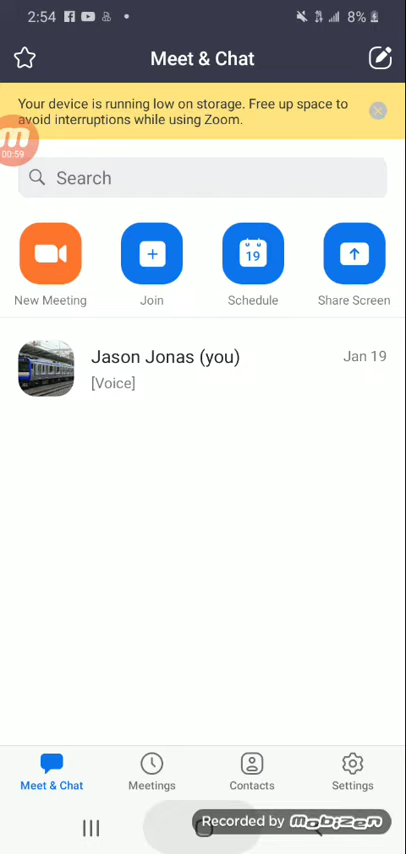 2:54 8%
Meet & Chat
Your device is running low on storage. Free up space to
avoid interruptions while using Zoom.
00:59
Search
19
New Meeting Join Schedule Share Screen
Jason Jonas (you) Jan 19
[Voice]
Meet & Chat Meetings Contacts Settings
Recorded by mobizen